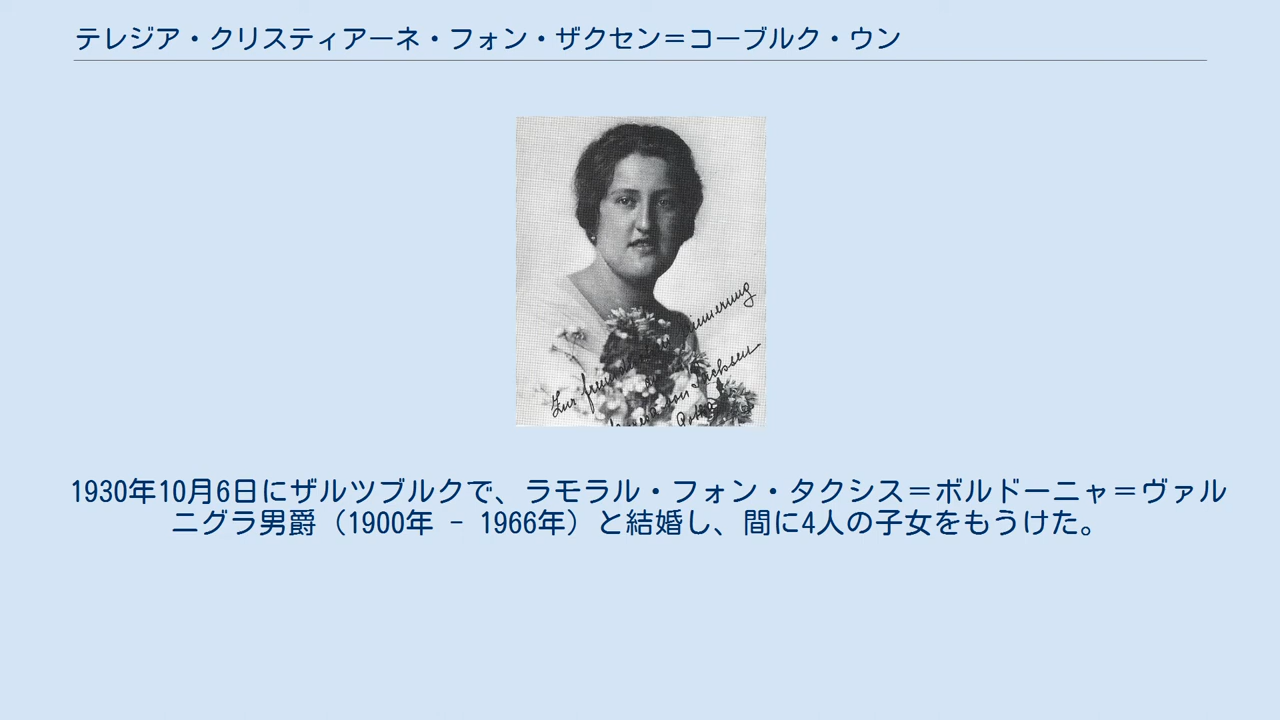 テレジア・クリスティアーネ・フォン・ザクセン＝コーブルク・ウン
Zur
von Sachsen
1930年10月6日にザルツブルクで、ラモラル・フォン・タクシス＝ボルドーニャ＝ヴァル
ニグラ男爵（1900年 - 1966年）と結婚し、間に4人の子女をもうけた。